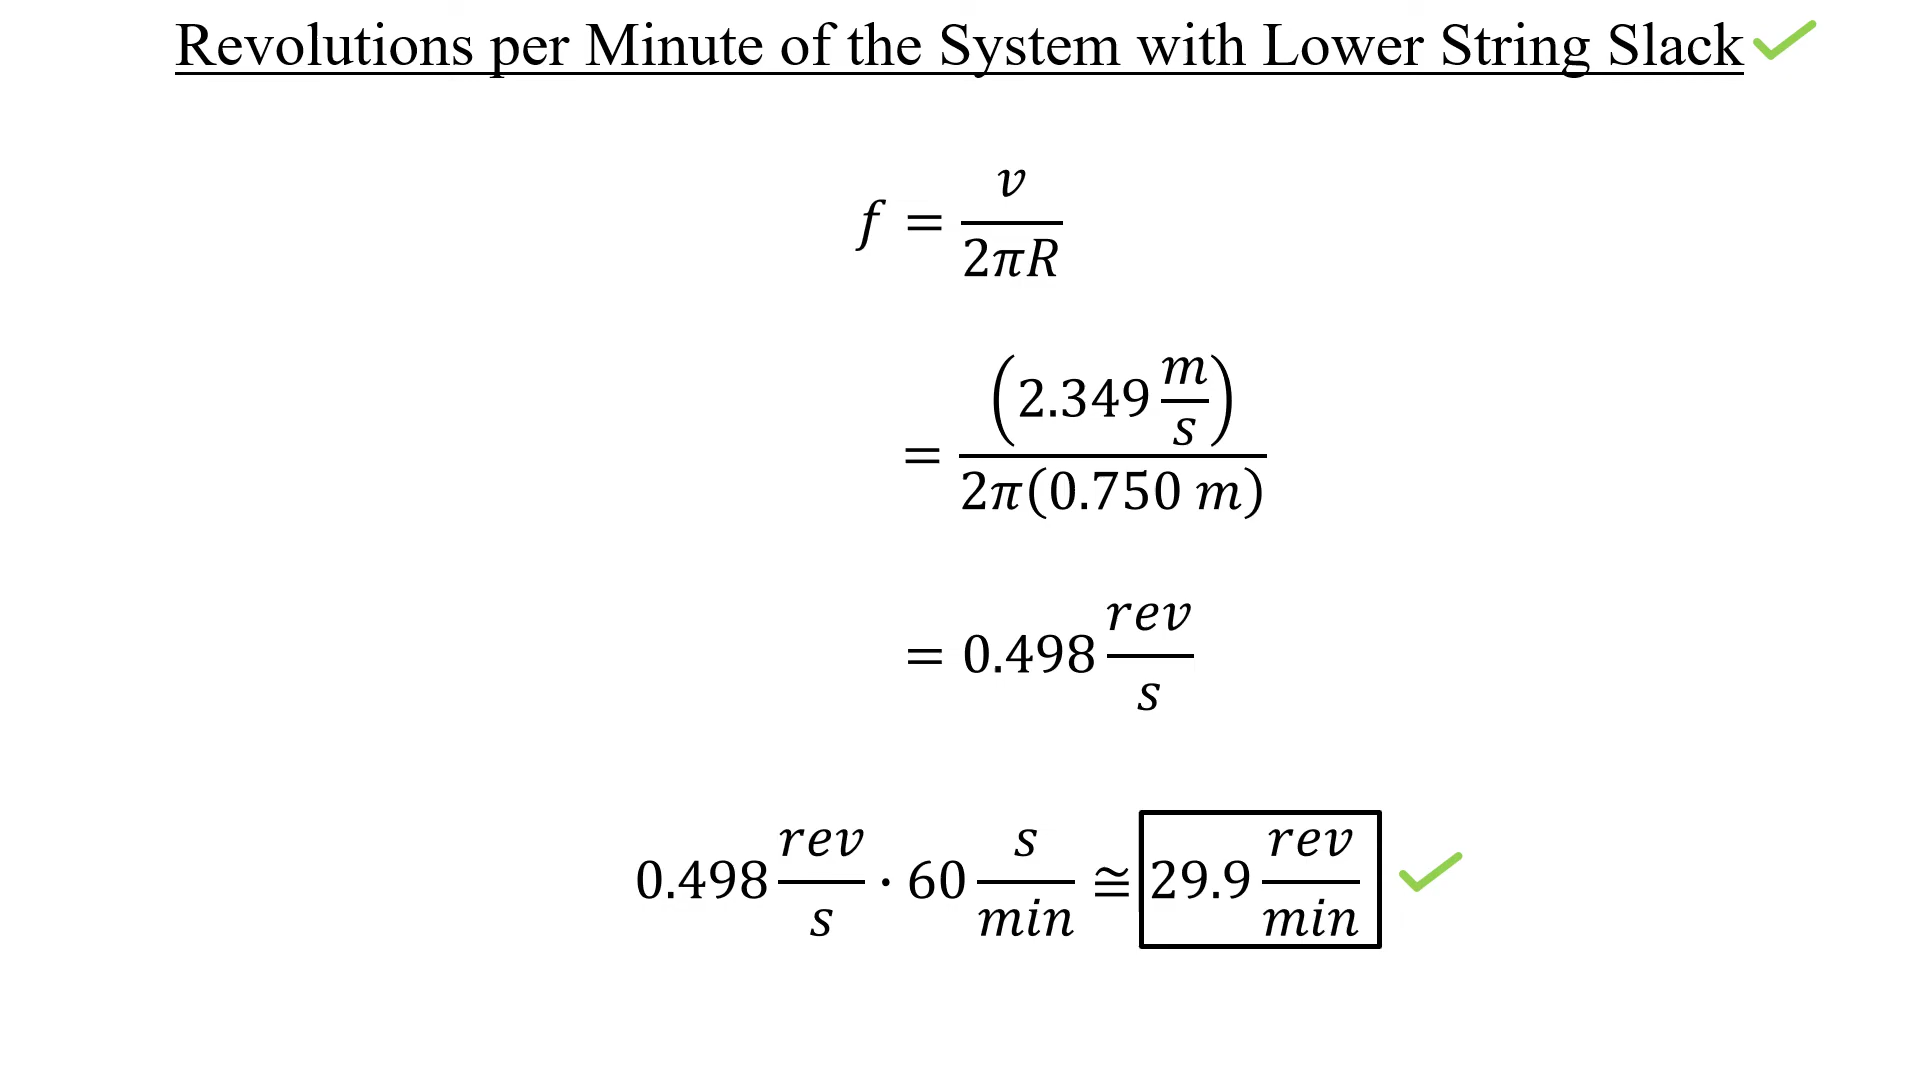 Revolutions per Minute of the System with Lower String Slack
f = v / 2πR
= (2.349 m/s) / 2π(0.750 m)
= 0.498 rev/s
0.498 rev/s · 60 s/min ≅ 29.9 rev/min